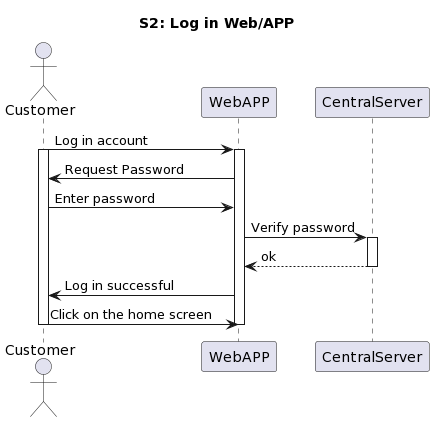 S2: Log in Web/APP
Customer
WebAPP
CentralServer
Log in account
Request Password
Enter password
Verify password
ok
Log in successful
Click on the home screen
Customer
WebAPP
CentralServer